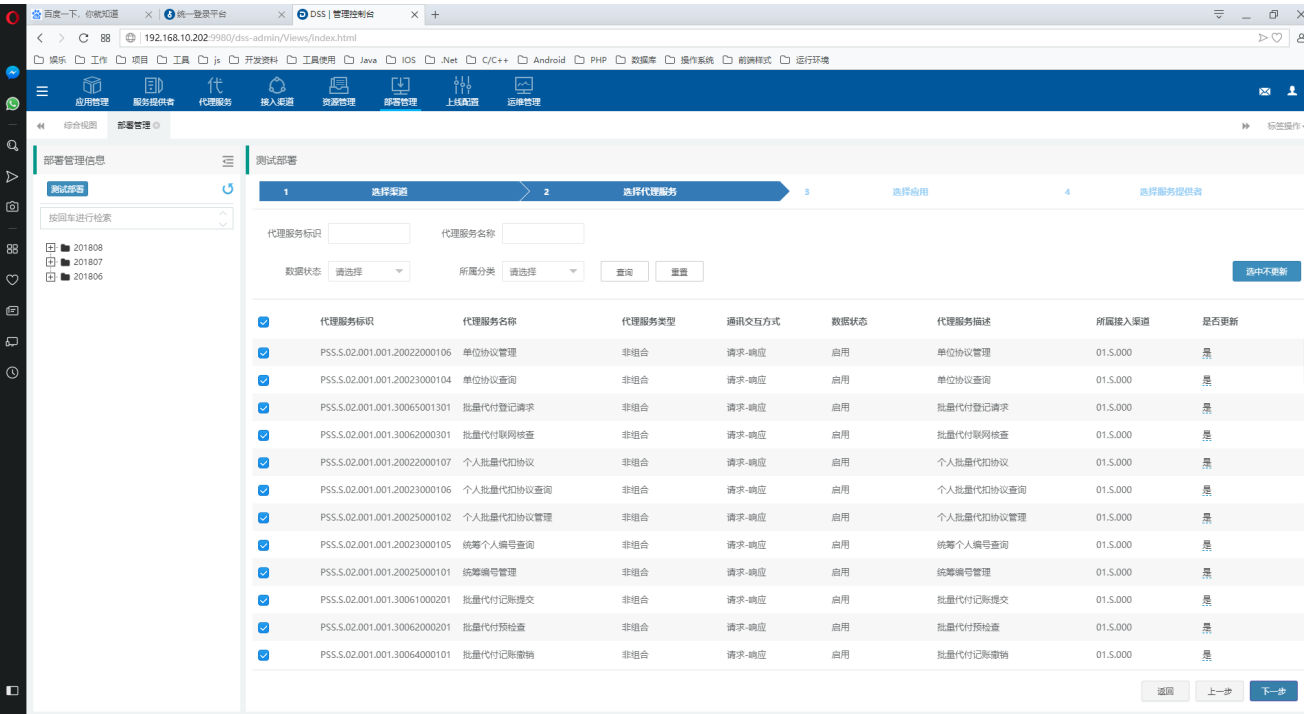 百度一下，你就知道
统一登录平台
DSS | 管理控制台
192.168.10.202:9980/dss-admin/Views/index.html
娱乐 工作 项目 工具 js 开发资料 工具使用 Java IOS .Net C/C++ Android PHP 数据库 操作系统 前端样式 运行环境
应用管理 服务提供者 代理服务 接入渠道 资源管理 部署管理 上线配置 运维管理
综合视图 部署管理 标签操作
部署管理信息
测试部署
按回车进行检索
201808
201807
201806
测试部署
1 选择渠道 2 选择代理服务 3 选择应用 4 选择服务提供者
代理服务标识 代理服务名称
数据状态 请选择 所属分类 请选择 查询 重置 选中不更新
代理服务标识 代理服务名称 代理服务类型 通讯交互方式 数据状态 代理服务描述 所属接入渠道 是否更新
PSS.S.02.001.001.20022000106 单位协议管理 非组合 请求-响应 启用 单位协议管理 01.S.000 是
PSS.S.02.001.001.20023000104 单位协议查询 非组合 请求-响应 启用 单位协议查询 01.S.000 是
PSS.S.02.001.001.30065001301 批量代付登记请求 非组合 请求-响应 启用 批量代付登记请求 01.S.000 是
PSS.S.02.001.001.30062000301 批量代付联网核查 非组合 请求-响应 启用 批量代付联网核查 01.S.000 是
PSS.S.02.001.001.20022000107 个人批量代扣协议 非组合 请求-响应 启用 个人批量代扣协议 01.S.000 是
PSS.S.02.001.001.20023000106 个人批量代扣协议查询 非组合 请求-响应 启用 个人批量代扣协议查询 01.S.000 是
PSS.S.02.001.001.20025000102 个人批量代扣协议管理 非组合 请求-响应 启用 个人批量代扣协议管理 01.S.000 是
PSS.S.02.001.001.20023000105 统筹个人编号查询 非组合 请求-响应 启用 统筹个人编号查询 01.S.000 是
PSS.S.02.001.001.20025000101 统筹编号管理 非组合 请求-响应 启用 统筹编号管理 01.S.000 是
PSS.S.02.001.001.30061000201 批量代付记账提交 非组合 请求-响应 启用 批量代付记账提交 01.S.000 是
PSS.S.02.001.001.30062000201 批量代付预检查 非组合 请求-响应 启用 批量代付预检查 01.S.000 是
PSS.S.02.001.001.30064000101 批量代付记账撤销 非组合 请求-响应 启用 批量代付记账撤销 01.S.000 是
返回 上一步 下一步